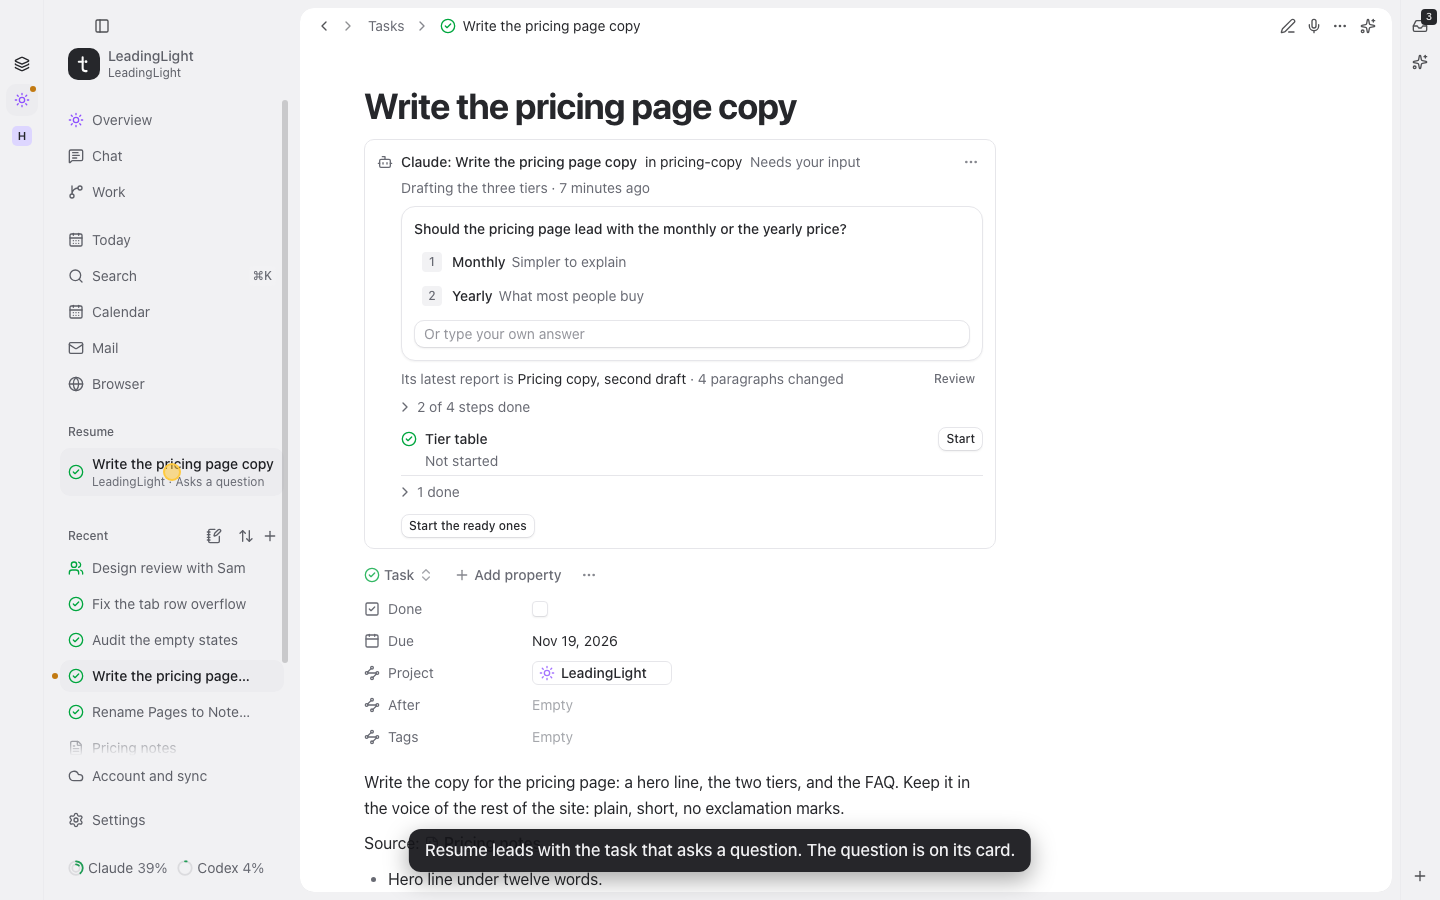 LeadingLight
LeadingLight
H
Overview
Chat
Work
Today
Search ⌘K
Calendar
Mail
Browser
Resume
Write the pricing page copy
LeadingLight · Asks a question
Recent
Design review with Sam
Fix the tab row overflow
Audit the empty states
Write the pricing page...
Rename Pages to Note...
Pricing notes
Account and sync
Settings
Claude 39% Codex 4%
Tasks Write the pricing page copy
3
Write the pricing page copy
Claude: Write the pricing page copy in pricing-copy Needs your input
Drafting the three tiers · 7 minutes ago
Should the pricing page lead with the monthly or the yearly price?
1 Monthly Simpler to explain
2 Yearly What most people buy
Or type your own answer
Its latest report is Pricing copy, second draft · 4 paragraphs changed Review
2 of 4 steps done
Tier table Start
Not started
1 done
Start the ready ones
Task Add property
Done
Due Nov 19, 2026
Project LeadingLight
After Empty
Tags Empty
Write the copy for the pricing page: a hero line, the two tiers, and the FAQ. Keep it in
the voice of the rest of the site: plain, short, no exclamation marks.
Source: Pricing notes
Resume leads with the task that asks a question. The question is on its card.
Hero line under twelve words.